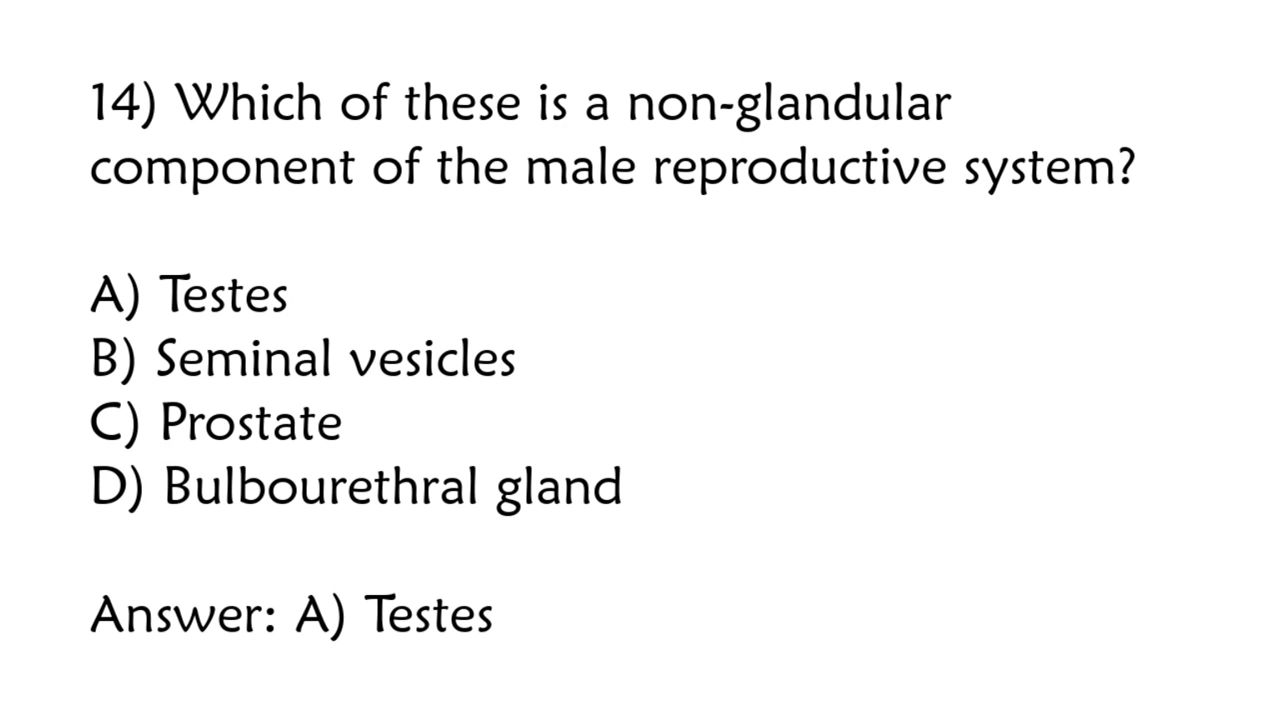 14) Which of these is a non-glandular
component of the male reproductive system?
A) Testes
B) Seminal vesicles
C) Prostate
D) Bulbourethral gland
Answer: A) Testes